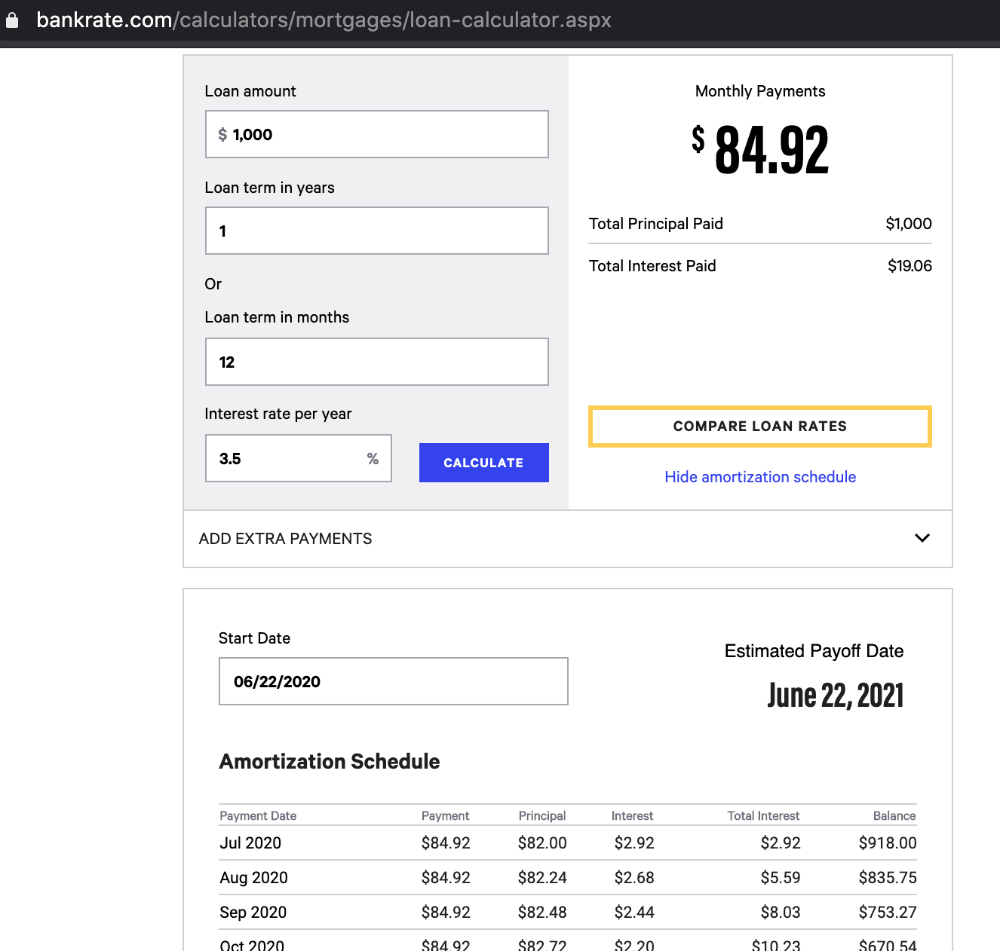 bankrate.com/calculators/mortgages/loan-calculator.aspx
Loan amount
$ 1,000
Loan term in years
1
Or
Loan term in months
12
Interest rate per year
3.5 %
CALCULATE
Monthly Payments
$ 84.92
Total Principal Paid $1,000
Total Interest Paid $19.06
COMPARE LOAN RATES
Hide amortization schedule
ADD EXTRA PAYMENTS
Start Date
06/22/2020
Estimated Payoff Date
June 22, 2021
Amortization Schedule
Payment Date Payment Principal Interest Total Interest Balance
Jul 2020 $84.92 $82.00 $2.92 $2.92 $918.00
Aug 2020 $84.92 $82.24 $2.68 $5.59 $835.75
Sep 2020 $84.92 $82.48 $2.44 $8.03 $753.27
Oct 2020 $84.92 $82.72 $2.20 $10.23 $670.54